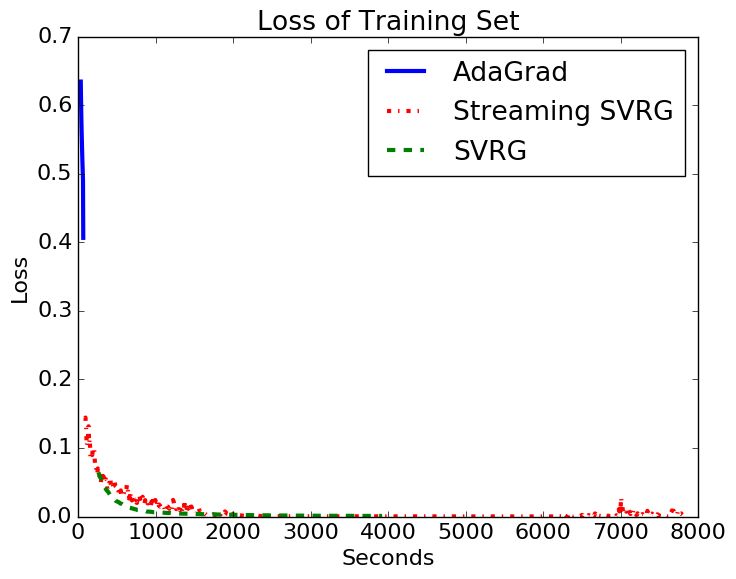 Loss of Training Set
0.7
0.6
0.5
0.4
0.3
0.2
0.1
0.0
Loss
AdaGrad
Streaming SVRG
SVRG
0 1000 2000 3000 4000 5000 6000 7000 8000
Seconds